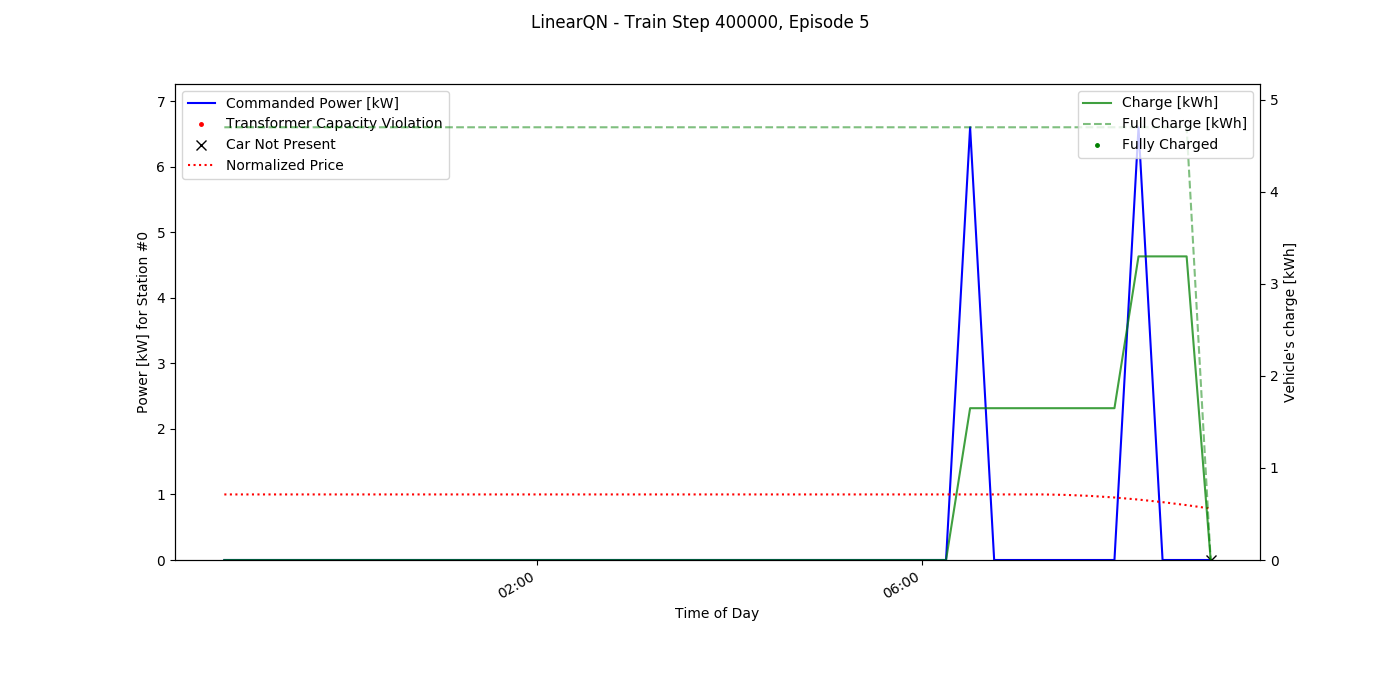 LinearQN - Train Step 400000, Episode 5
Commanded Power [kW]
Transformer Capacity Violation
Car Not Present
Normalized Price
Charge [kWh]
Full Charge [kWh]
Fully Charged
Power [kW] for Station #0
7
6
5
4
3
2
1
0
5
4
3
2
1
0
Vehicle's charge [kWh]
02:00
06:00
Time of Day